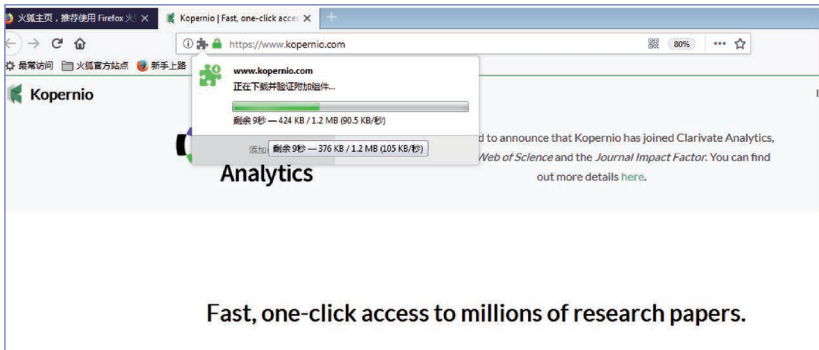 火狐主页，推荐使用 Firefox 火
Kopernio | Fast, one-click acce
https://www.kopernio.com
80%
最常访问 火狐官方站点 新手上路
www.kopernio.com
正在下载并验证附加组件...
剩余 9秒 — 424 KB / 1.2 MB (90.5 KB/秒)
剩余 9秒 — 376 KB / 1.2 MB (105 KB/秒)
添加
Kopernio
d to announce that Kopernio has joined Clarivate Analytics,
Web of Science and the Journal Impact Factor. You can find
out more details here.
Analytics
Fast, one-click access to millions of research papers.